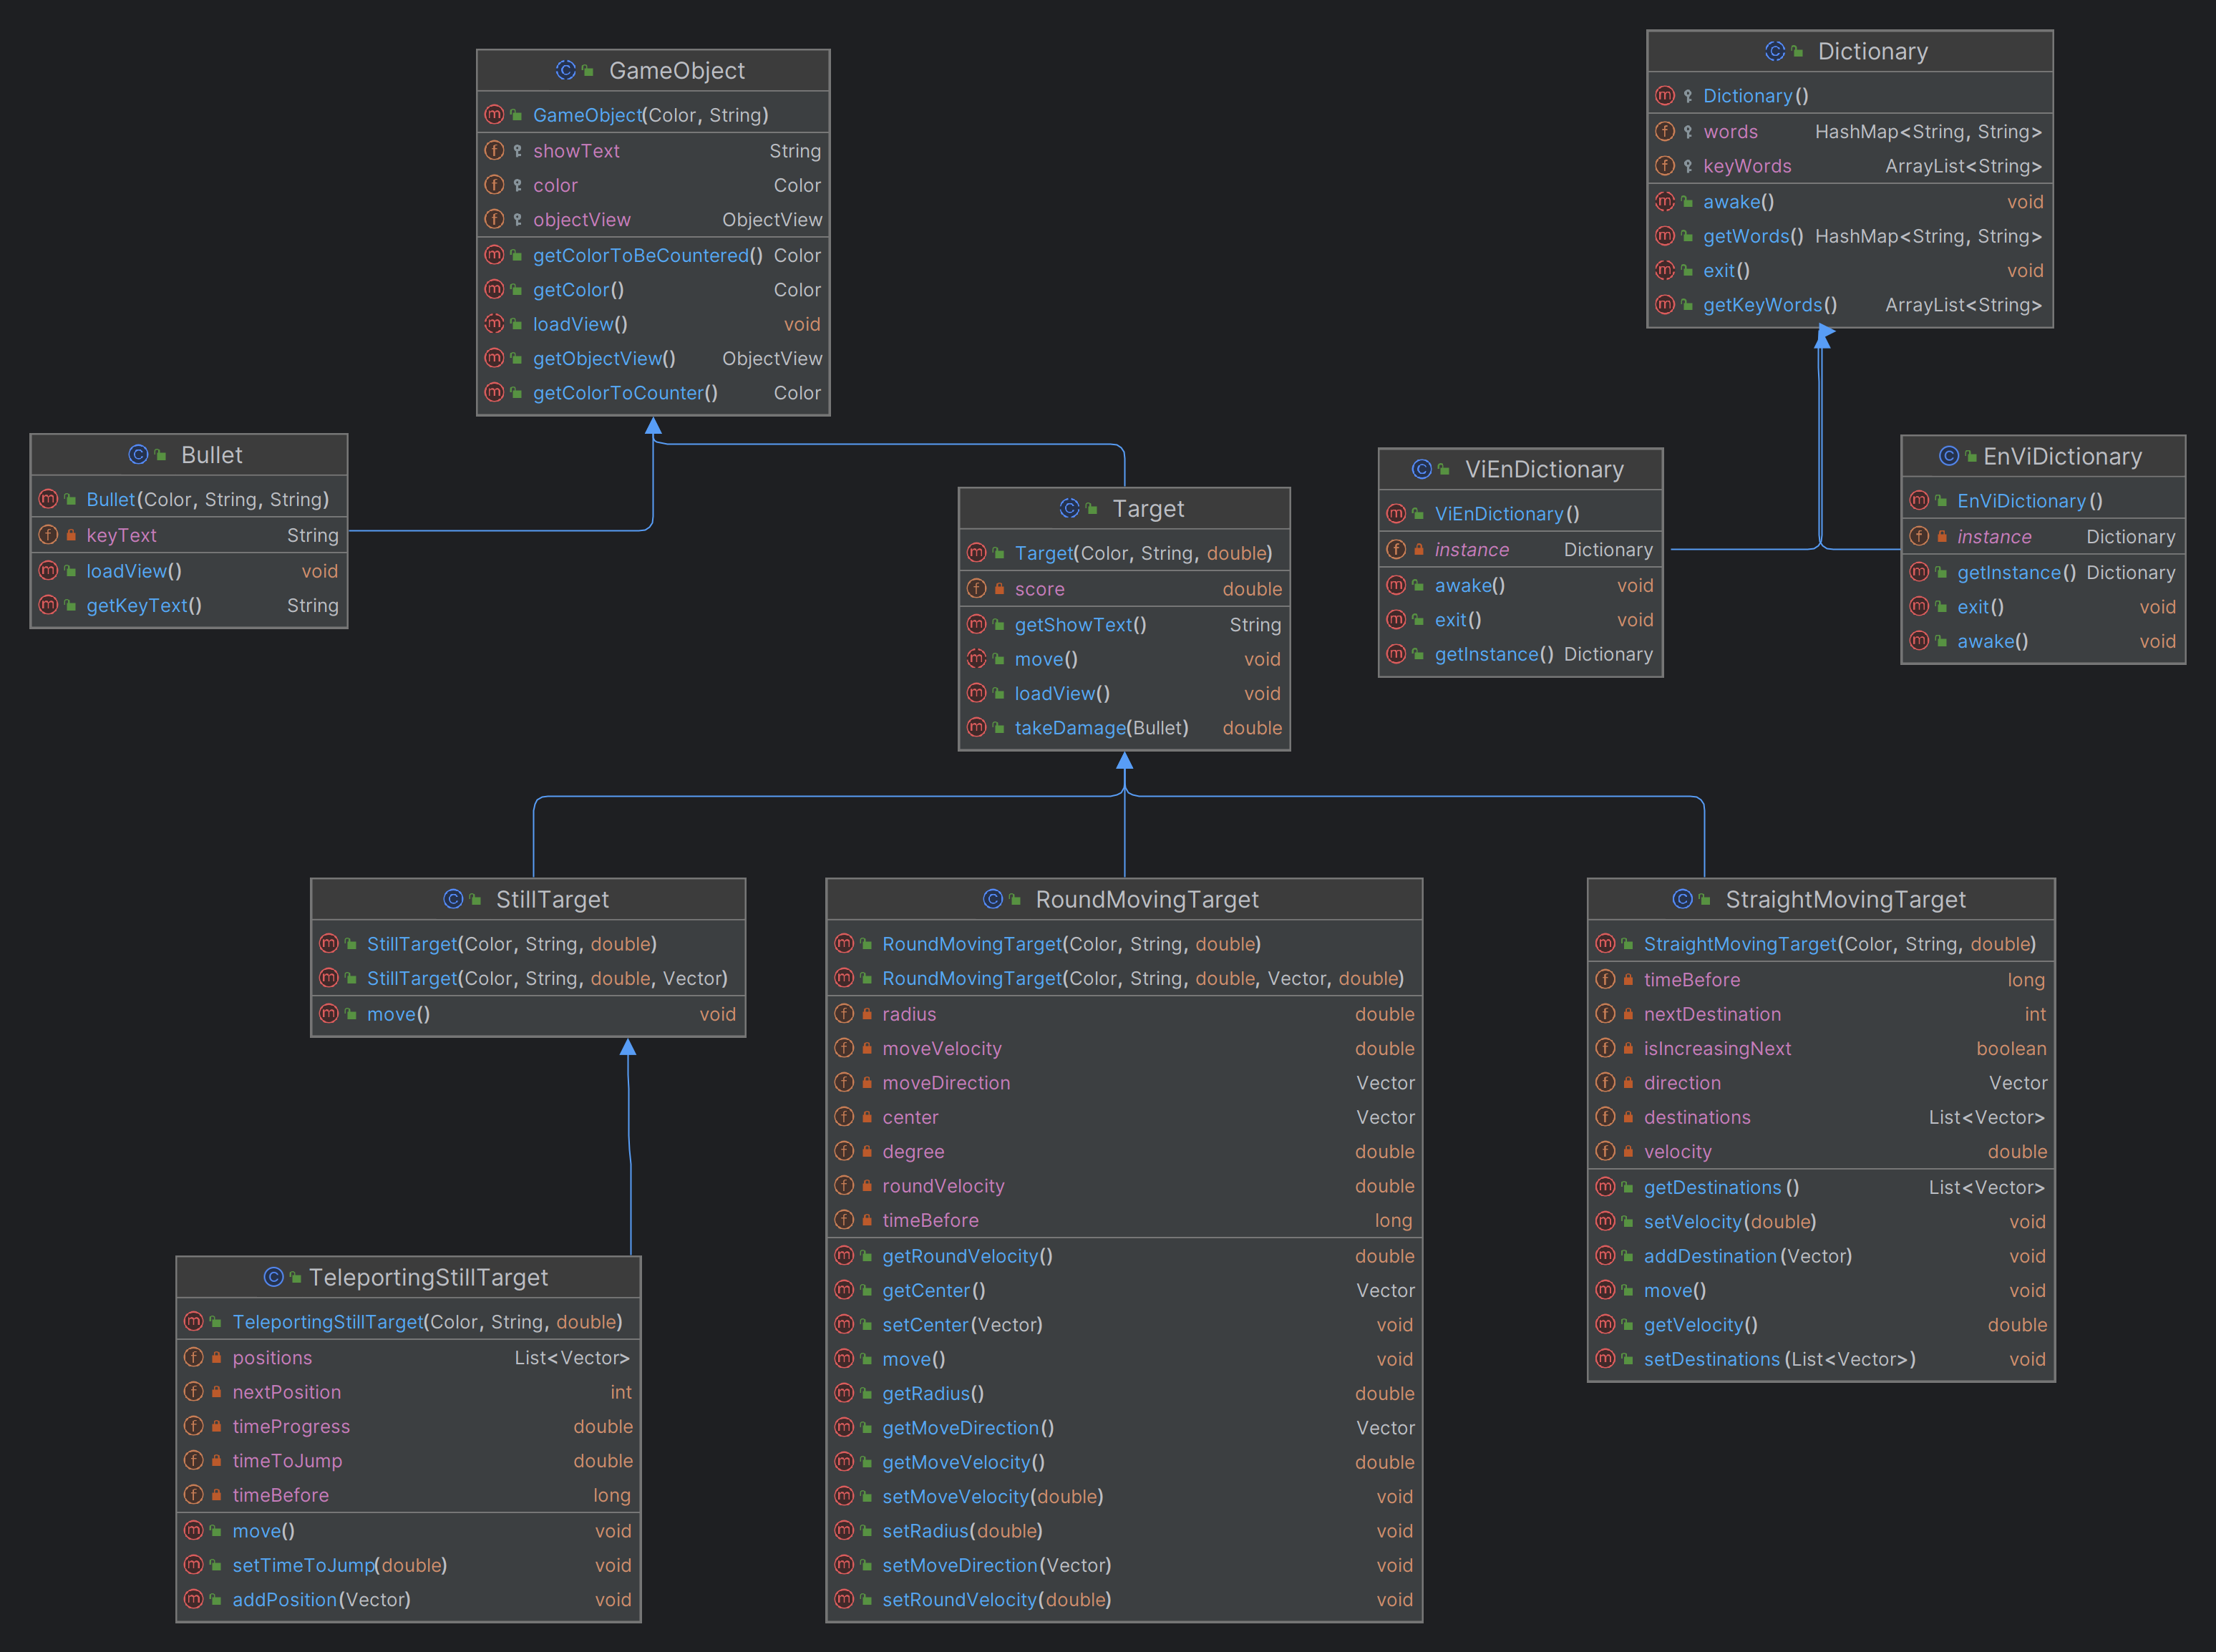 GameObject
GameObject(Color, String)
showText String
color Color
objectView ObjectView
getColorToBeCountered() Color
getColor() Color
loadView() void
getObjectView() ObjectView
getColorToCounter() Color
Dictionary
Dictionary()
words HashMap<String, String>
keyWords ArrayList<String>
awake() void
getWords() HashMap<String, String>
exit() void
getKeyWords() ArrayList<String>
Bullet
Bullet(Color, String, String)
keyText String
loadView() void
getKeyText() String
Target
Target(Color, String, double)
score double
getShowText() String
move() void
loadView() void
takeDamage(Bullet) double
ViEnDictionary
ViEnDictionary()
instance Dictionary
awake() void
exit() void
getInstance() Dictionary
EnViDictionary
EnViDictionary()
instance Dictionary
getInstance() Dictionary
exit() void
awake() void
StillTarget
StillTarget(Color, String, double)
StillTarget(Color, String, double, Vector)
move() void
RoundMovingTarget
RoundMovingTarget(Color, String, double)
RoundMovingTarget(Color, String, double, Vector, double)
radius double
moveVelocity double
moveDirection Vector
center Vector
degree double
roundVelocity double
timeBefore long
getRoundVelocity() double
getCenter() Vector
setCenter(Vector) void
move() void
getRadius() double
getMoveDirection() Vector
getMoveVelocity() double
setMoveVelocity(double) void
setRadius(double) void
setMoveDirection(Vector) void
setRoundVelocity(double) void
StraightMovingTarget
StraightMovingTarget(Color, String, double)
timeBefore long
nextDestination int
isIncreasingNext boolean
direction Vector
destinations List<Vector>
velocity double
getDestinations() List<Vector>
setVelocity(double) void
addDestination(Vector) void
move() void
getVelocity() double
setDestinations(List<Vector>) void
TeleportingStillTarget
TeleportingStillTarget(Color, String, double)
positions List<Vector>
nextPosition int
timeProgress double
timeToJump double
timeBefore long
move() void
setTimeToJump(double) void
addPosition(Vector) void